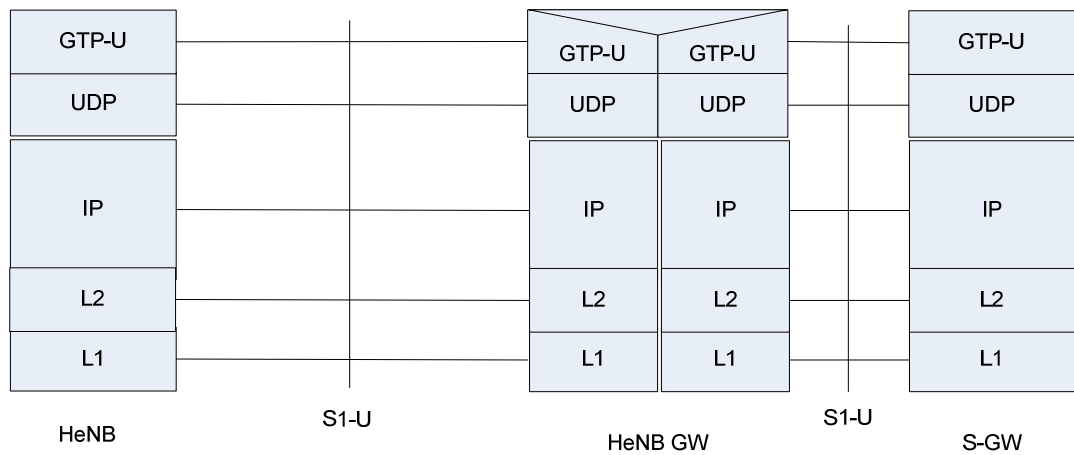 GTP-U GTP-U GTP-U GTP-U
UDP UDP UDP UDP
IP IP IP IP
L2 L2 L2 L2
L1 L1 L1 L1
S1-U S1-U
HeNB HeNB GW S-GW